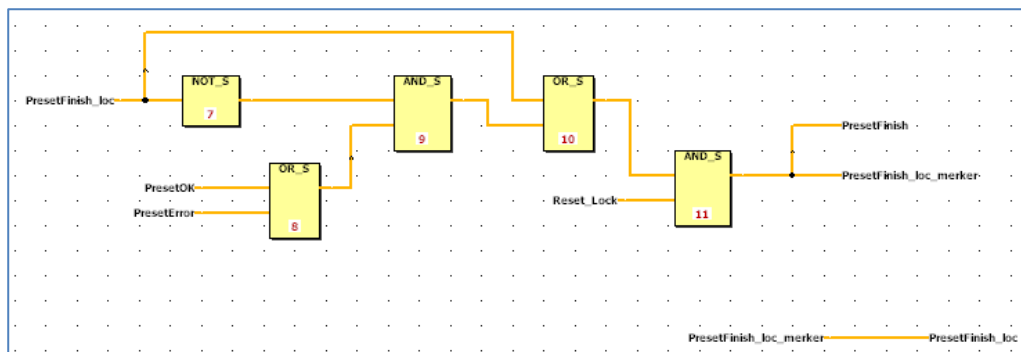 NOT_S
AND_S
OR_S
PresetFinish_loc
7
9
10
PresetFinish
AND_S
OR_S
PresetOK
PresetFinish_loc_merker
Reset_Lock
PresetError
11
8
PresetFinish_loc_merker PresetFinish_loc